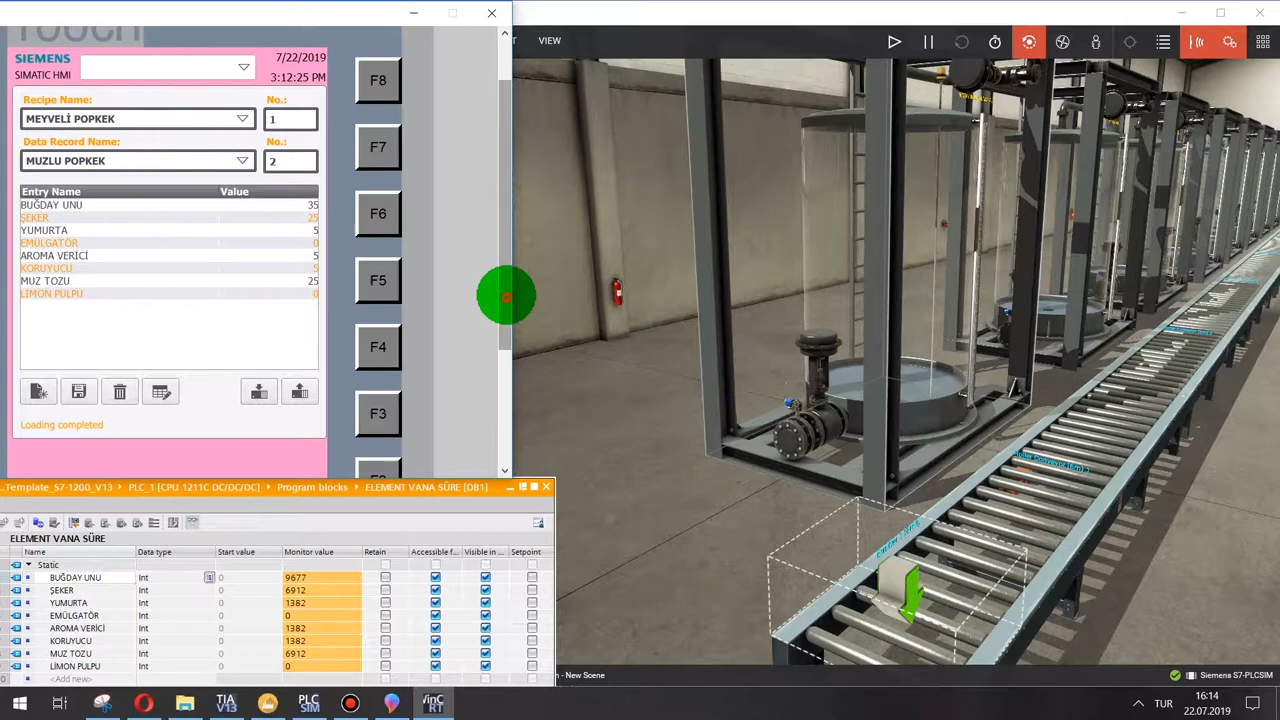 TOUCH
SIEMENS
SIMATIC HMI
7/22/2019
3:12:25 PM
Recipe Name:
No.:
MEYVELİ POPKEK
1
Data Record Name:
No.:
MUZLU POPKEK
2
Entry Name Value
BUĞDAY UNU 35
ŞEKER 25
YUMURTA 5
EMÜLGATÖR 0
AROMA VERİCİ 5
KORUYUCU 5
MUZ TOZU 25
LİMON PULPU 0
Loading completed
F8
F7
F6
F5
F4
F3
VIEW
...Template_S7-1200_V13 PLC_1 [CPU 1211C DC/DC/DC] Program blocks ELEMENT VANA SÜRE [DB1]
ELEMENT VANA SÜRE
Name Data type Start value Monitor value Retain Accessible f... Visible in ... Setpoint
Static
BUĞDAY UNU Int 0 9677
ŞEKER Int 0 6912
YUMURTA Int 0 1382
EMÜLGATÖR Int 0 0
AROMA VERİCİ Int 0 1382
KORUYUCU Int 0 1382
MUZ TOZU Int 0 6912
LİMON PULPU Int 0 0
<Add new>
- New Scene
Siemens S7-PLCSIM
TIA
V13
PLC
SIM
WinC
RT
TUR
16:14
22.07.2019